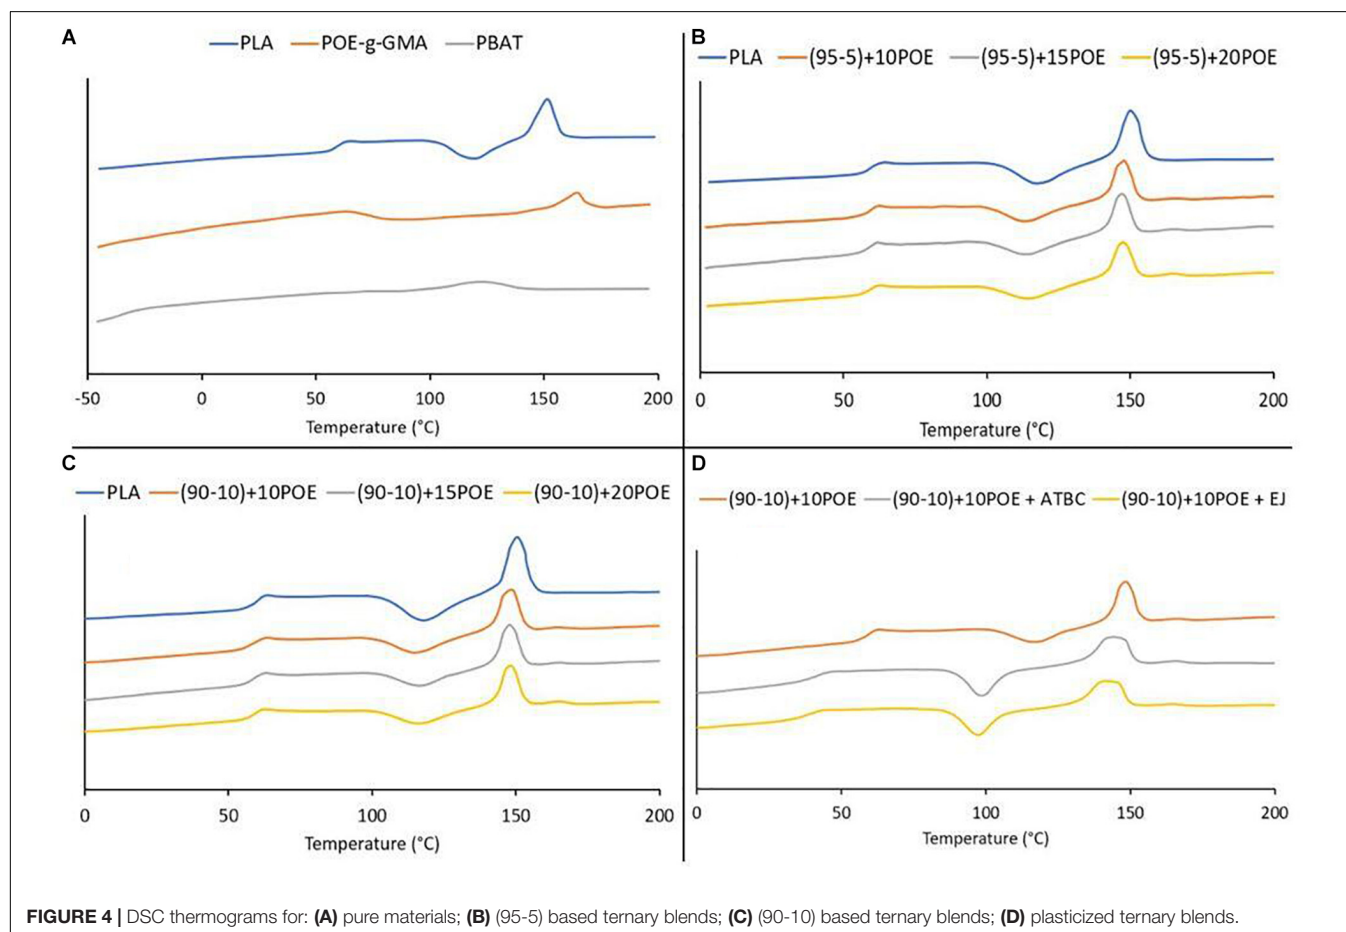 A
PLA POE-g-GMA PBAT
-50 0 50 100 150 200
Temperature (°C)
B
PLA (95-5)+10POE (95-5)+15POE (95-5)+20POE
0 50 100 150 200
Temperature (°C)
C
PLA (90-10)+10POE (90-10)+15POE (90-10)+20POE
0 50 100 150 200
Temperature (°C)
D
(90-10)+10POE (90-10)+10POE + ATBC (90-10)+10POE + EJ
0 50 100 150 200
Temperature (°C)
FIGURE 4 | DSC thermograms for: (A) pure materials; (B) (95-5) based ternary blends; (C) (90-10) based ternary blends; (D) plasticized ternary blends.